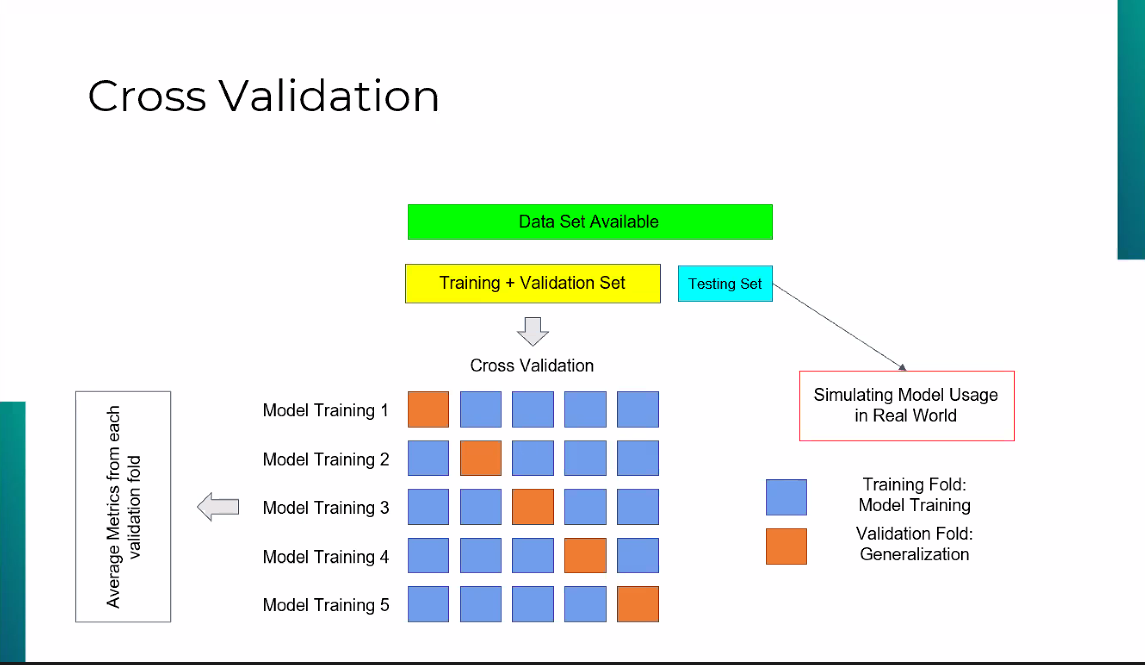 Cross Validation
Data Set Available
Training + Validation Set
Testing Set
Cross Validation
Simulating Model Usage
in Real World
Average Metrics from each
validation fold
Model Training 1
Model Training 2
Model Training 3
Model Training 4
Model Training 5
Training Fold:
Model Training
Validation Fold:
Generalization